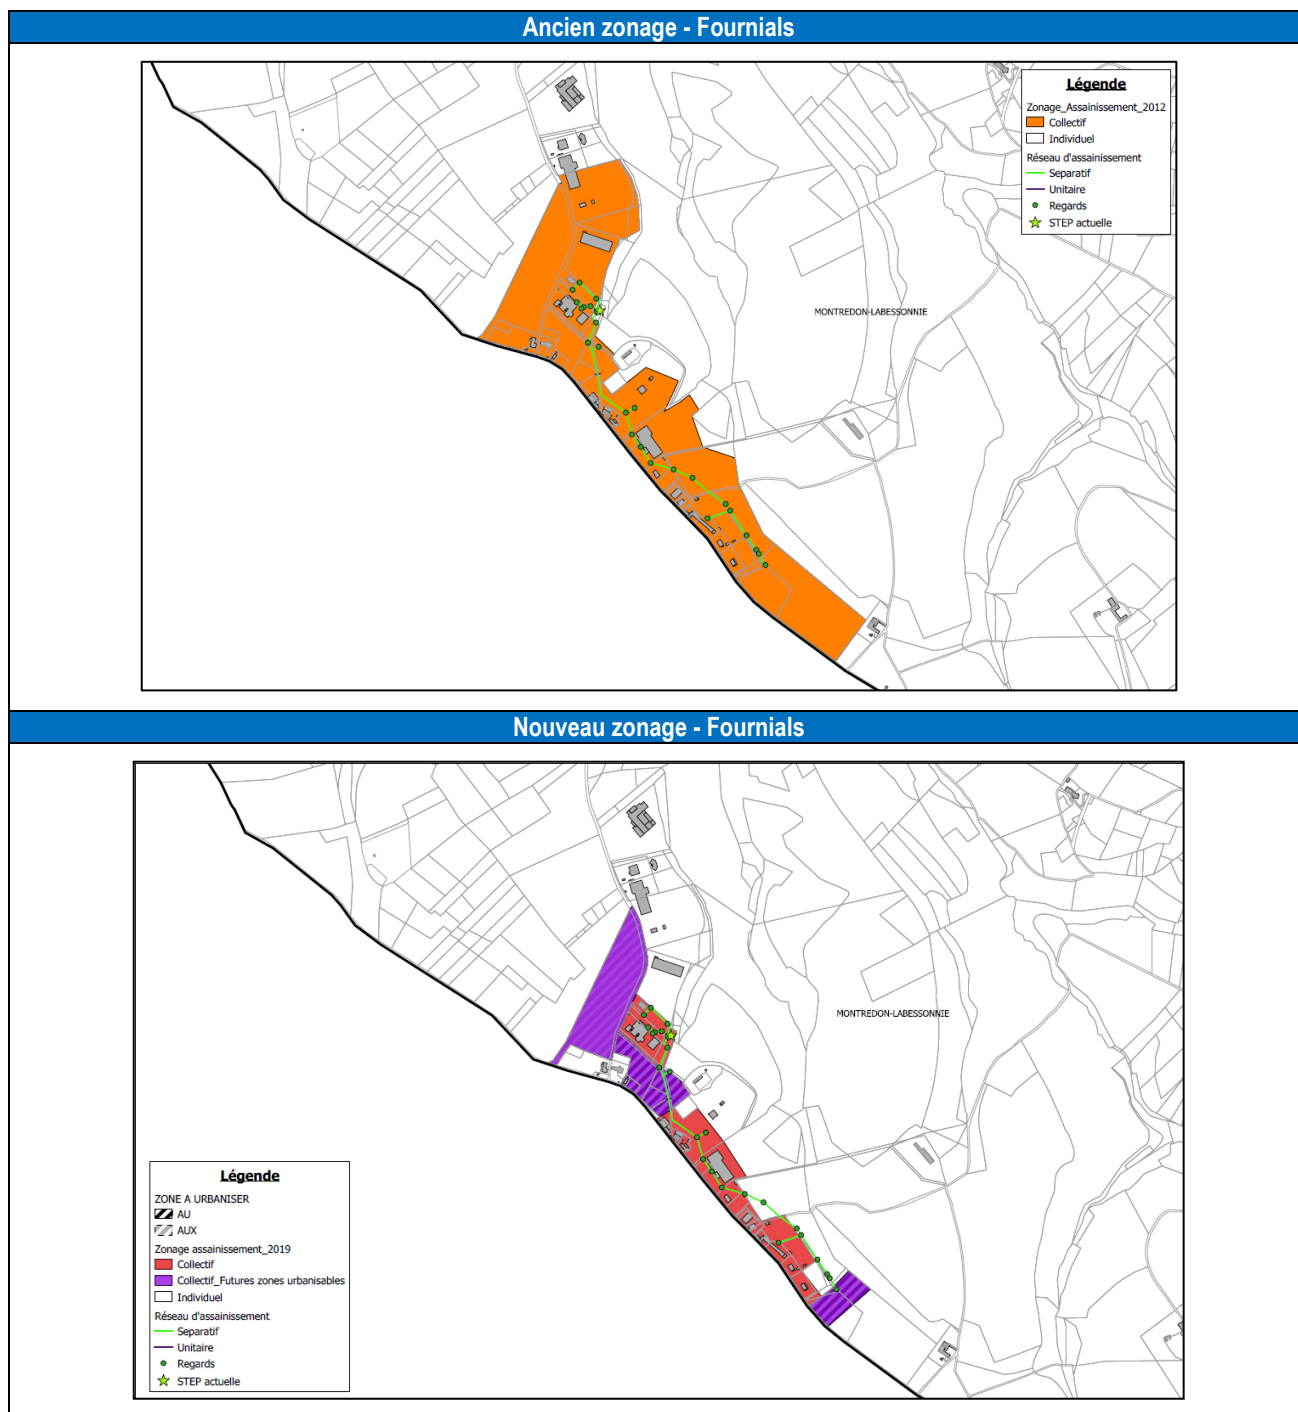 Ancien zonage - Fournials
Légende
Zonage_Assainissement_2012
Collectif
Individuel
Réseau d'assainissement
Separatif
Unitaire
Regards
STEP actuelle
MONTREDON-LABESSONNIE
Nouveau zonage - Fournials
MONTREDON-LABESSONNIE
Légende
ZONE A URBANISER
AU
AUX
Zonage assainissement_2019
Collectif
Collectif_Futures zones urbanisables
Individuel
Réseau d'assainissement
Separatif
Unitaire
Regards
STEP actuelle